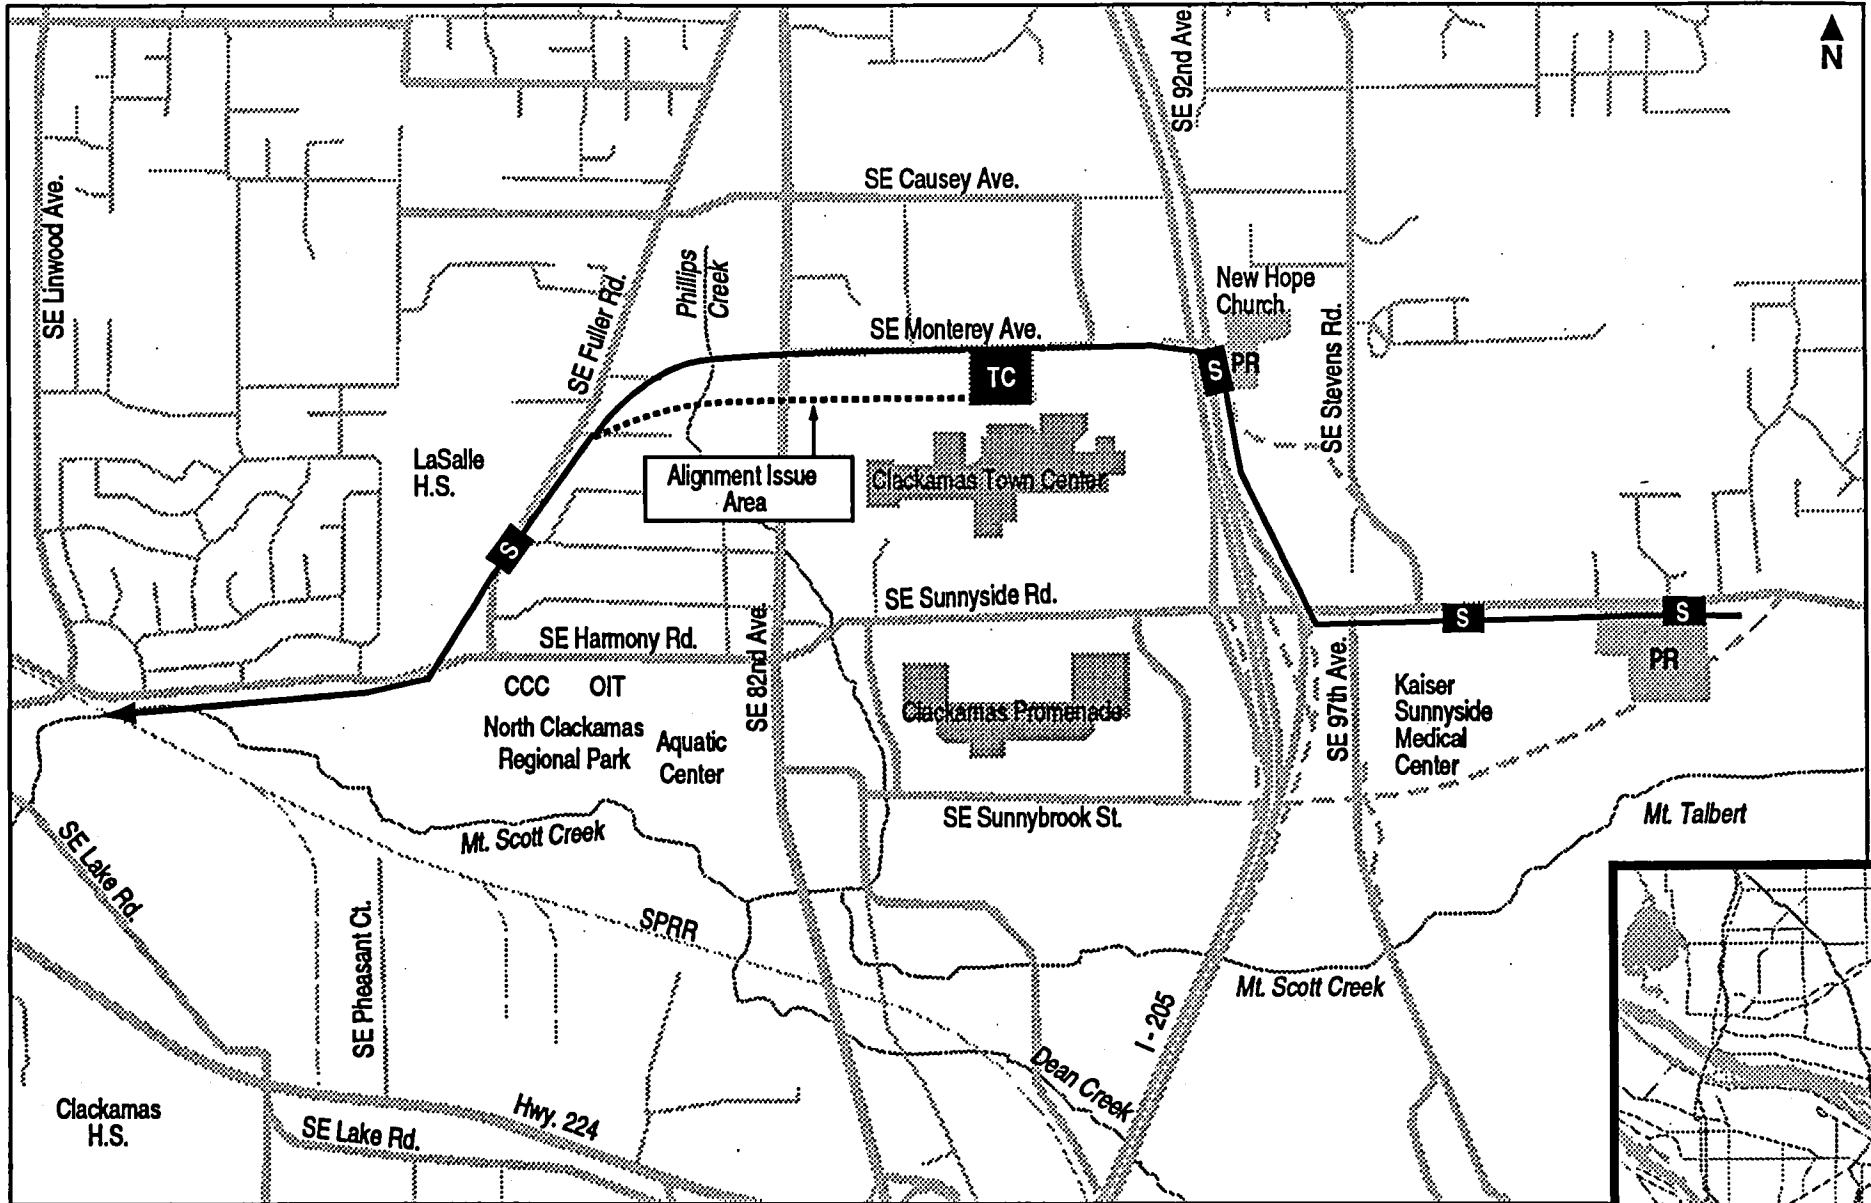 N
SE 92nd Ave.
SE Causey Ave.
SE Linwood Ave.
Phillips
Creek
SE Fuller Rd.
New Hope
Church
SE Monterey Ave.
SE Stevens Rd.
S
PR
TC
LaSalle
H.S.
Alignment Issue
Area
Clackamas Town Center
S
SE Sunnyside Rd.
S
S
SE Harmony Rd.
SE 82nd Ave.
PR
CCC
OIT
North Clackamas
Regional Park
Aquatic
Center
Clackamas Promenade
SE 97th Ave.
Kaiser
Sunnyside
Medical
Center
SE Sunnybrook St.
Mt. Talbert
Mt. Scott Creek
SE Lake Rd.
SE Pheasant Ct.
SPRR
Mt. Scott Creek
I - 205
Dean Creek
Clackamas
H.S.
Hwy. 224
SE Lake Rd.